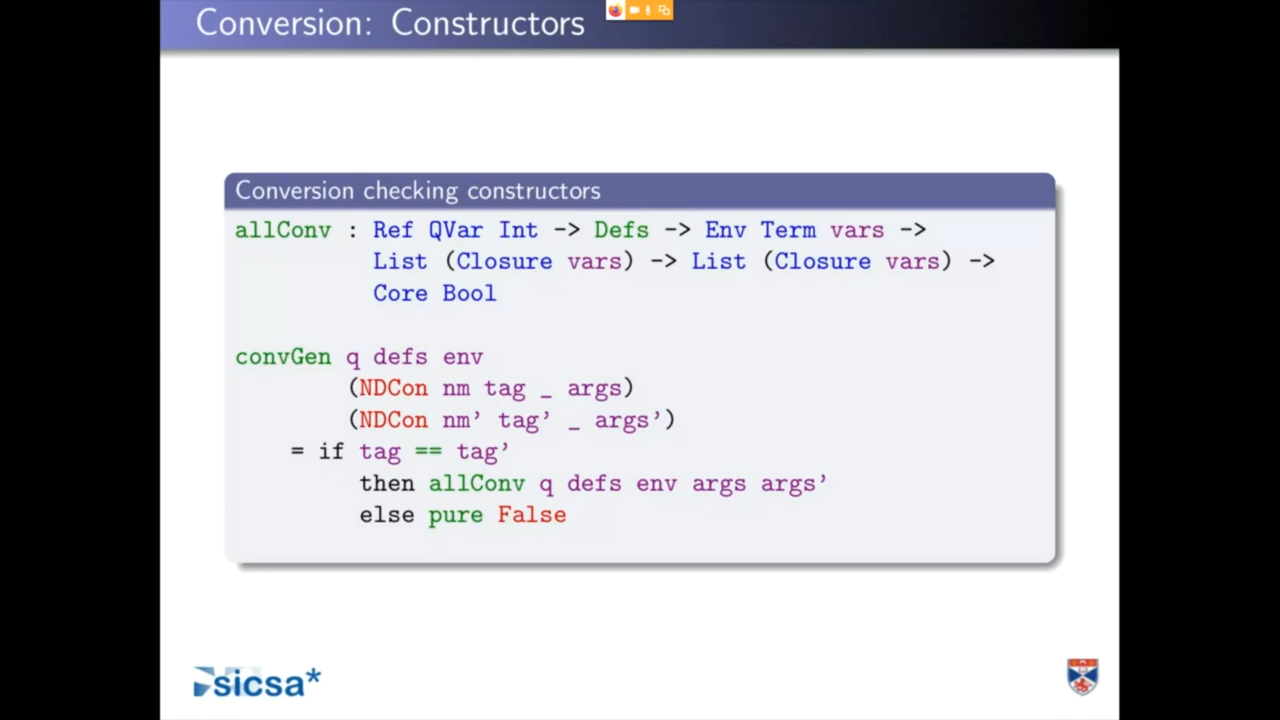 Conversion: Constructors
Conversion checking constructors
allConv : Ref QVar Int -> Defs -> Env Term vars ->
List (Closure vars) -> List (Closure vars) ->
Core Bool
convGen q defs env
(NDCon nm tag _ args)
(NDCon nm' tag' _ args')
= if tag == tag'
then allConv q defs env args args'
else pure False
sicsa*